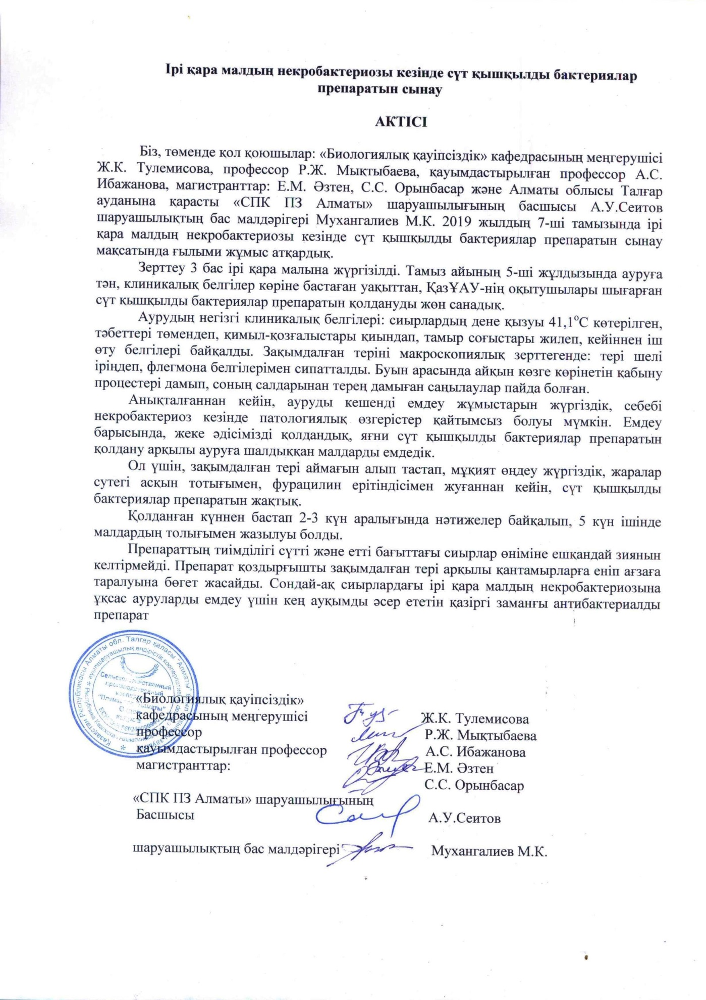 Ірі қара малдың некробактериозы кезінде сүт қышқылды бактериялар
препаратын сынау
АКТІСІ
Біз, төменде қол қоюшылар: «Биологиялық қауіпсіздік» кафедрасының меңгерушісі
Ж.К. Тулемисова, профессор Р.Ж. Мықтыбаева, қауымдастырылған профессор А.С.
Ибажанова, магистранттар: Е.М. Әзтен, С.С. Орынбасар және Алматы облысы Талғар
ауданына қарасты «СПК ПЗ Алматы» шаруашылығының басшысы А.У.Сеитов
шаруашылықтың бас малдәрігері Мухангалиев М.К. 2019 жылдың 7-ші тамызында ірі
қара малдың некробактериозы кезінде сүт қышқылды бактериялар препаратын сынау
мақсатында ғылыми жұмыс атқардық.
Зерттеу 3 бас ірі қара малына жүргізілді. Тамыз айының 5-ші жұлдызында ауруға
тән, клиникалық белгілер көріне бастаған уақыттан, ҚазҰАУ-нің оқытушылары шығарған
сүт қышқылды бактериялар препаратын қолдануды жөн санадық.
Аурудың негізгі клиникалық белгілері: сиырлардың дене қызуы 41,1°С көтерілген,
тәбеттері төмендеп, қимыл-қозғалыстары қиындап, тамыр соғыстары жилеп, кейіннен іш
өту белгілері байқалды. Зақымдалған теріні макроскопиялық зерттегенде: тері шелі
іріңдеп, флегмона белгілерімен сипатталды. Буын арасында айқын көзге көрінетін қабыну
процестері дамып, соның салдарынан терең дамыған саңылаулар пайда болған.
Анықталғаннан кейін, ауруды кешенді емдеу жұмыстарын жүргіздік, себебі
некробактериоз кезінде патологиялық өзгерістер қайтымсыз болуы мүмкін. Емдеу
барысында, жеке әдісімізді қолдандық, яғни сүт қышқылды бактериялар препаратын
қолдану арқылы ауруға шалдыққан малдарды емдедік.
Ол үшін, зақымдалған тері аймағын алып тастап, мұқият өңдеу жүргіздік, жаралар
сутегі асқын тотығымен, фурацилин ерітіндісімен жуғаннан кейін, сүт қышқылды
бактериялар препаратын жақтық.
Қолданған күннен бастап 2-3 күн аралығында нәтижелер байқалып, 5 күн ішінде
малдардың толығымен жазылуы болды.
Препараттың тиімділігі сүтті және етті бағыттағы сиырлар өніміне ешқандай зиянын
келтірмейді. Препарат қоздырғышты зақымдалған тері арқылы қантамырларға еніп ағзаға
таралуына бөгет жасайды. Сондай-ақ сиырлардағы ірі қара малдың некробактериозына
ұқсас ауруларды емдеу үшін кең ауқымды әсер ететін қазіргі заманғы антибактериалды
препарат
Қазақстан Республикасы Алматы обл. Талғар қаласы "Алматы"
ауылшасуашылық өндірістік кооперативі
Сельскохозяйственный
производственный
кооператив
«Биологиялық қауіпсіздік»
кафедрасының меңгерушісі Ж.К. Тулемисова
профессор Р.Ж. Мықтыбаева
қауымдастырылған профессор А.С. Ибажанова
магистранттар: Е.М. Әзтен
С.С. Орынбасар
«СПК ПЗ Алматы» шаруашылығының
Басшысы А.У.Сеитов
шаруашылықтың бас малдәрігері Мухангалиев М.К.